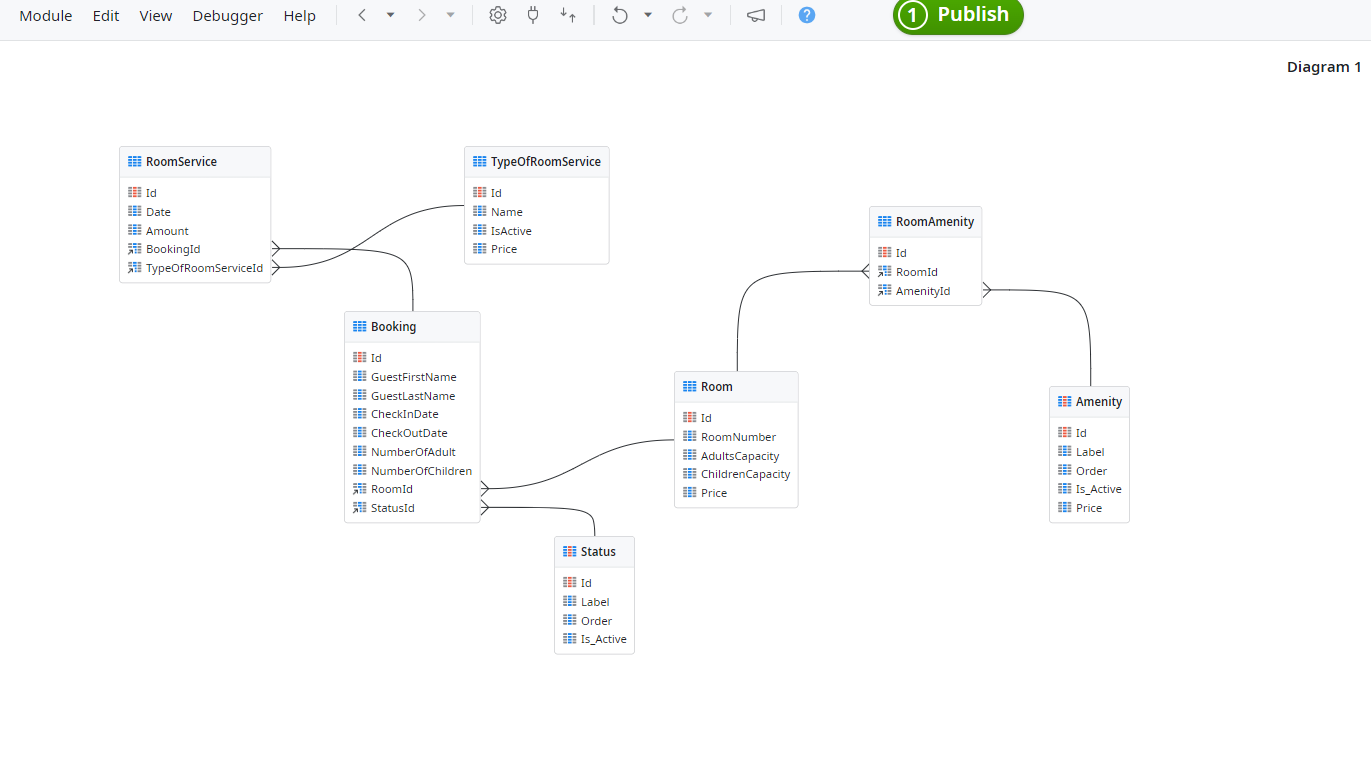 Module Edit View Debugger Help 1 Publish
Diagram 1
RoomService
Id
Date
Amount
BookingId
TypeOfRoomServiceId
TypeOfRoomService
Id
Name
IsActive
Price
RoomAmenity
Id
RoomId
AmenityId
Booking
Id
GuestFirstName
GuestLastName
CheckInDate
CheckOutDate
NumberOfAdult
NumberOfChildren
RoomId
StatusId
Room
Id
RoomNumber
AdultsCapacity
ChildrenCapacity
Price
Amenity
Id
Label
Order
Is_Active
Price
Status
Id
Label
Order
Is_Active